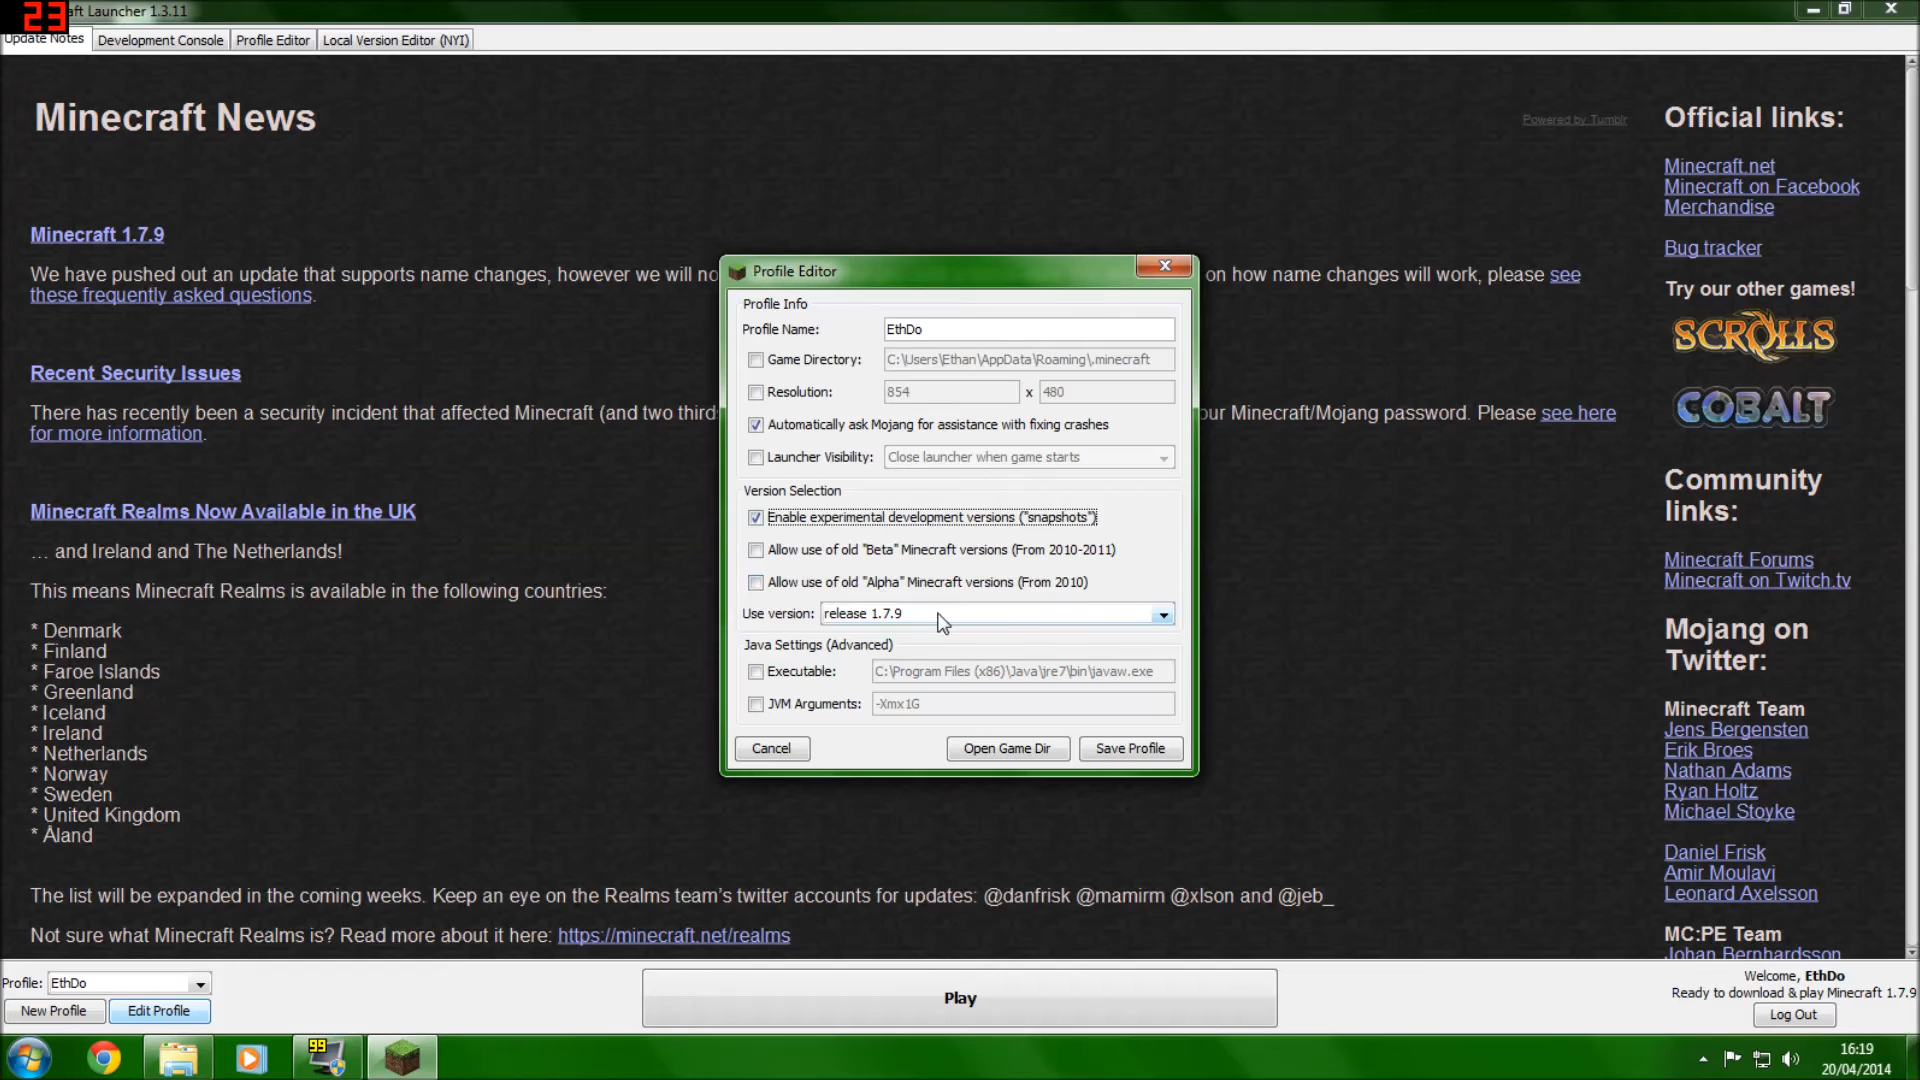 23
aft Launcher 1.3.11
Update Notes
Development Console
Profile Editor
Local Version Editor (NYI)
Minecraft News
Powered by Tumblr
Minecraft 1.7.9
We have pushed out an update that supports name changes, however we will no on how name changes will work, please see
these frequently asked questions.
Recent Security Issues
There has recently been a security incident that affected Minecraft (and two third our Minecraft/Mojang password. Please see here
for more information.
Minecraft Realms Now Available in the UK
… and Ireland and The Netherlands!
This means Minecraft Realms is available in the following countries:
* Denmark
* Finland
* Faroe Islands
* Greenland
* Iceland
* Ireland
* Netherlands
* Norway
* Sweden
* United Kingdom
* Åland
The list will be expanded in the coming weeks. Keep an eye on the Realms team's twitter accounts for updates: @danfrisk @mamirm @xlson and @jeb_
Not sure what Minecraft Realms is? Read more about it here: https://minecraft.net/realms
Profile Editor
Profile Info
Profile Name: EthDo
Game Directory: C:\Users\Ethan\AppData\Roaming\.minecraft
Resolution: 854 x 480
Automatically ask Mojang for assistance with fixing crashes
Launcher Visibility: Close launcher when game starts
Version Selection
Enable experimental development versions ("snapshots")
Allow use of old "Beta" Minecraft versions (From 2010-2011)
Allow use of old "Alpha" Minecraft versions (From 2010)
Use version: release 1.7.9
Java Settings (Advanced)
Executable: C:\Program Files (x86)\Java\jre7\bin\javaw.exe
JVM Arguments: -Xmx1G
Cancel
Open Game Dir
Save Profile
Official links:
Minecraft.net
Minecraft on Facebook
Merchandise
Bug tracker
Try our other games!
SCROLLS
COBALT
Community
links:
Minecraft Forums
Minecraft on Twitch.tv
Mojang on
Twitter:
Minecraft Team
Jens Bergensten
Erik Broes
Nathan Adams
Ryan Holtz
Michael Stoyke
Daniel Frisk
Amir Moulavi
Leonard Axelsson
MC:PE Team
Johan Bernhardsson
Profile: EthDo
New Profile
Edit Profile
Play
Welcome, EthDo
Ready to download & play Minecraft 1.7.9
Log Out
99
16:19
20/04/2014